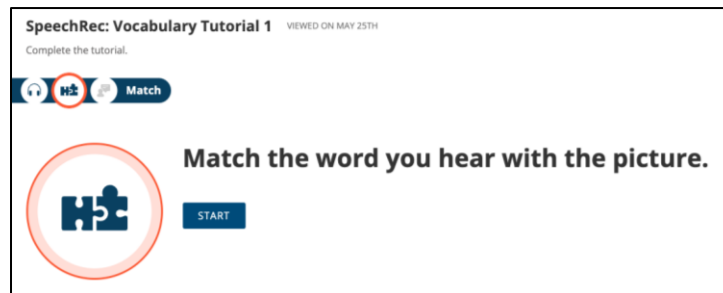 SpeechRec: Vocabulary Tutorial 1 VIEWED ON MAY 25TH
Complete the tutorial.
Match
Match the word you hear with the picture.
START